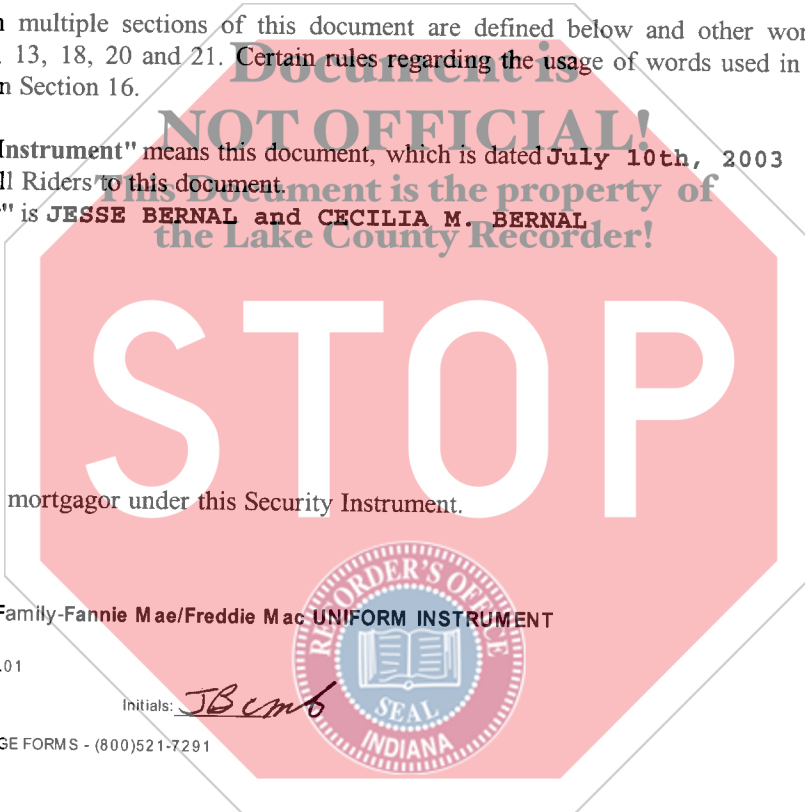 multiple sections of this document are defined below and other
13, 18, 20 and 21. Certain rules regarding the usage of words used in
Section 16.
Document is
NOT OFFICIAL!
This Document is the property of
the Lake County Recorder!
Instrument" means this document, which is dated July 10th, 2003
Riders to this document.
" is JESSE BERNAL and CECILIA M. BERNAL
STOP
mortgagor under this Security Instrument.
Family-Fannie Mae/Freddie Mac UNIFORM INSTRUMENT
.01
Initials: JB cmb
FORMS - (800)521-7291
RECORDER'S OFFICE
SEAL
INDIANA